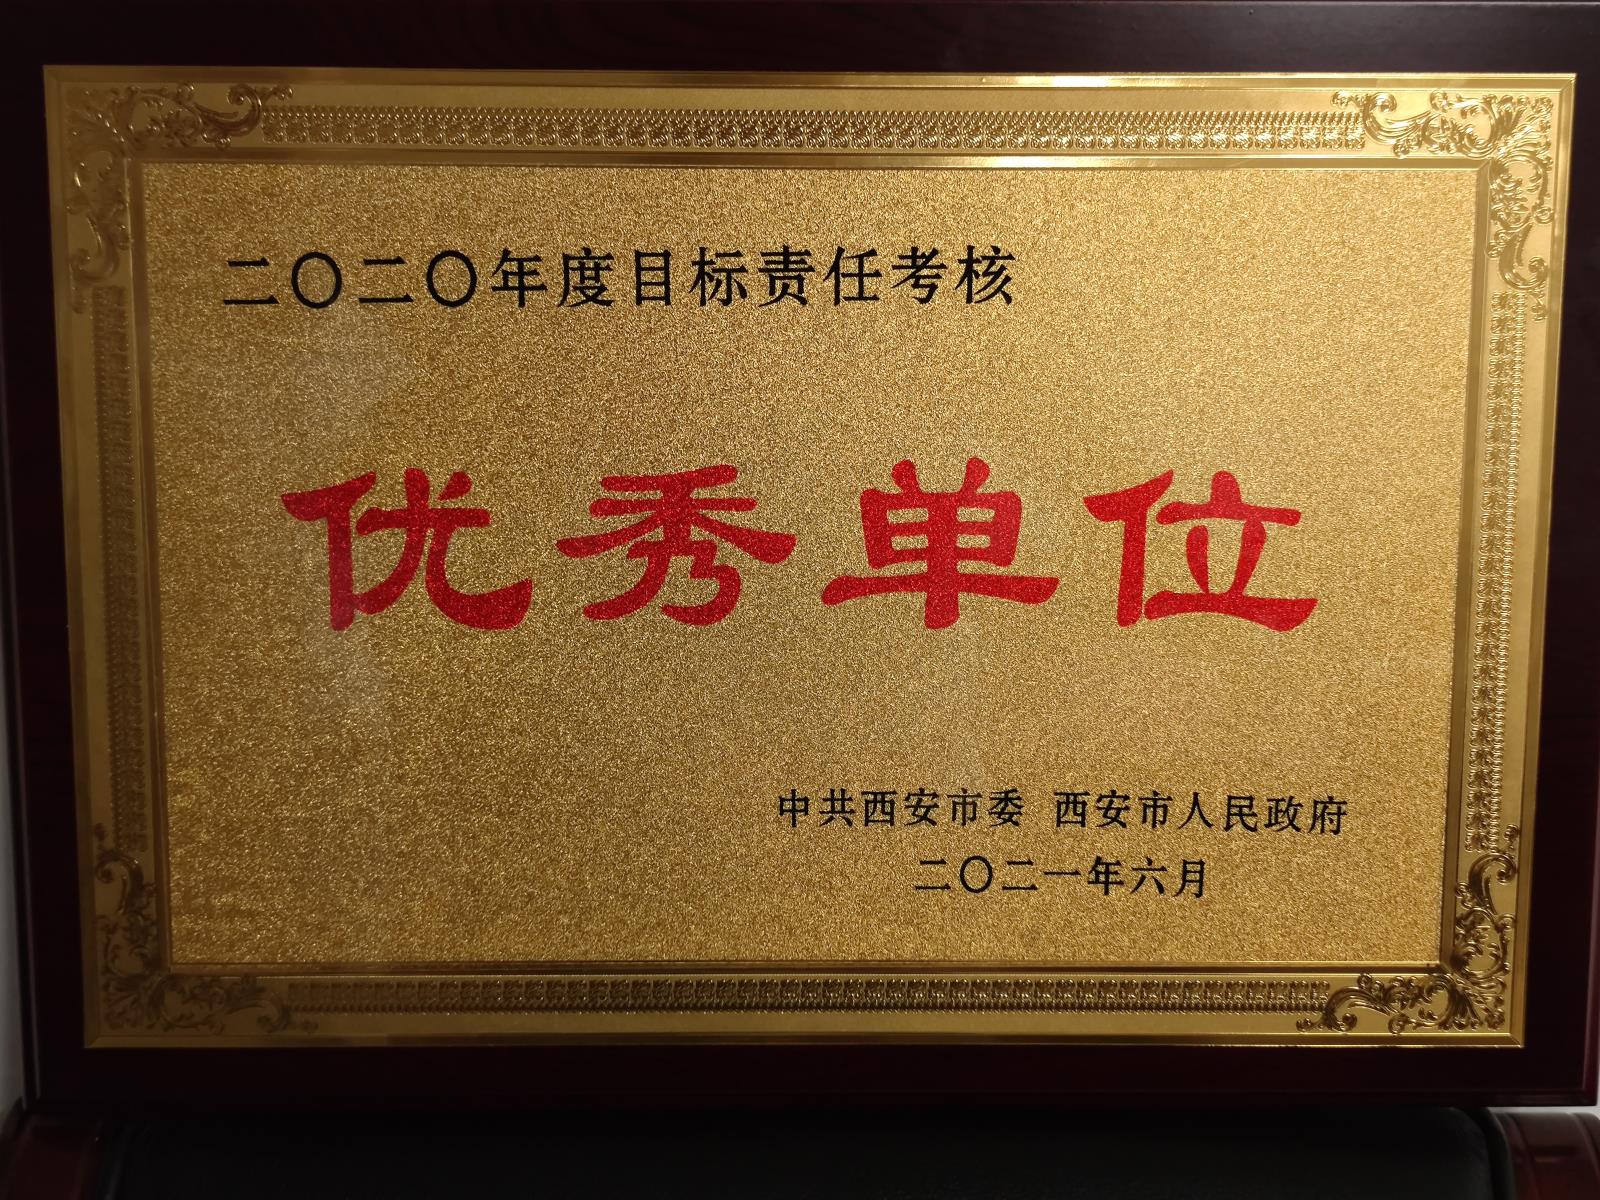 二〇二〇年度目标责任考核
优秀单位
中共西安市委 西安市人民政府
二〇二一年六月